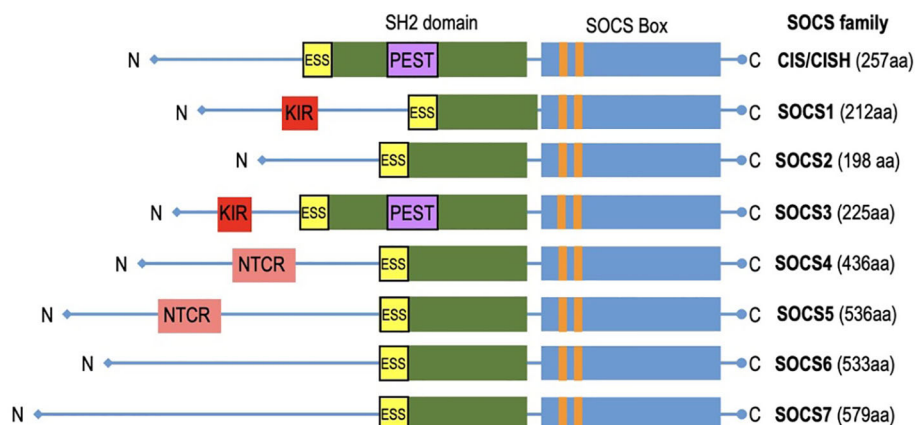 SH2 domain SOCS Box SOCS family
N ESS PEST C CIS/CISH (257aa)
N KIR ESS C SOCS1 (212aa)
N ESS C SOCS2 (198 aa)
N KIR ESS PEST C SOCS3 (225aa)
N NTCR ESS C SOCS4 (436aa)
N NTCR ESS C SOCS5 (536aa)
N ESS C SOCS6 (533aa)
N ESS C SOCS7 (579aa)